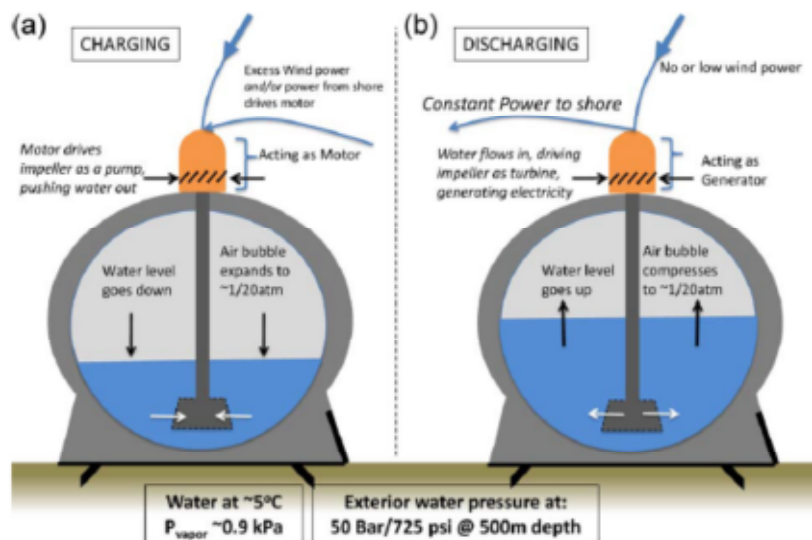 (a)
CHARGING
Excess Wind power
and/or power from shore
drives motor
Motor drives
impeller as a pump,
pushing water out
Acting as Motor
Water level
goes down
Air bubble
expands to
~1/20atm
(b)
DISCHARGING
No or low wind power
Constant Power to shore
Water flows in, driving
impeller as turbine,
generating electricity
Acting as
Generator
Water level
goes up
Air bubble
compresses
to ~1/20atm
Water at ~5°C
Pvapor ~0.9 kPa
Exterior water pressure at:
50 Bar/725 psi @ 500m depth